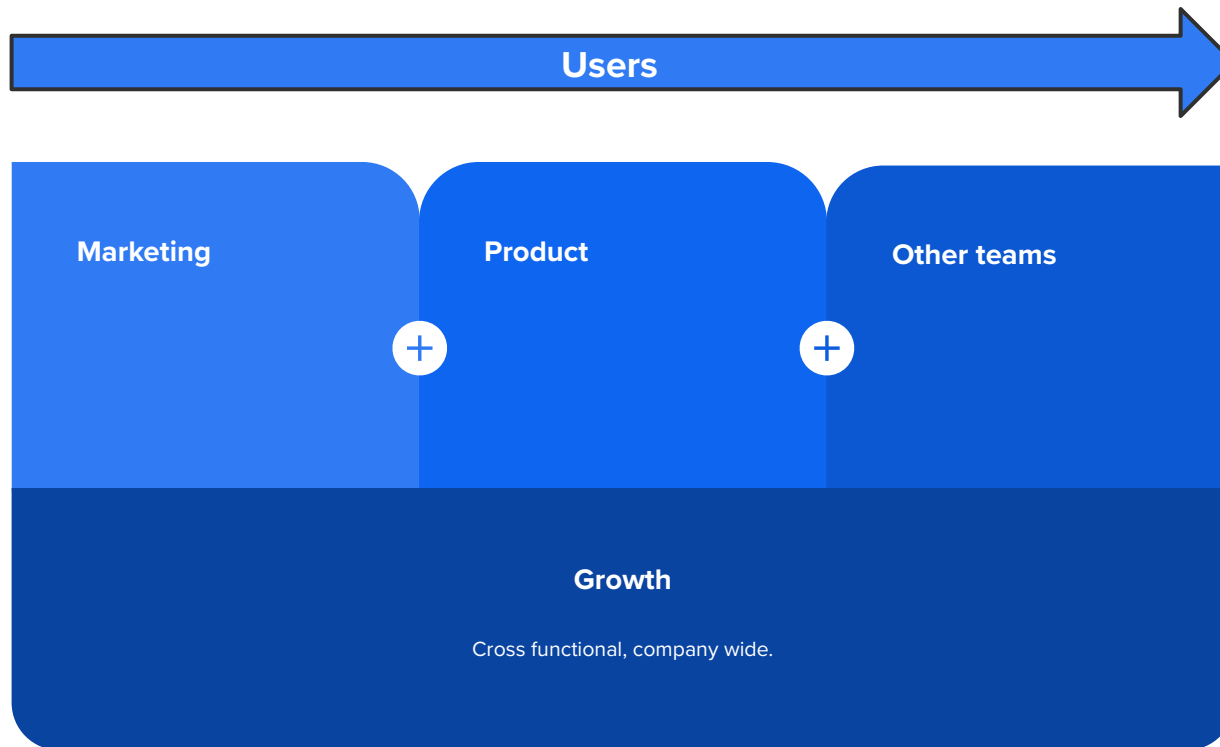 Users
Marketing
Product
Other teams
Growth
Cross functional, company wide.